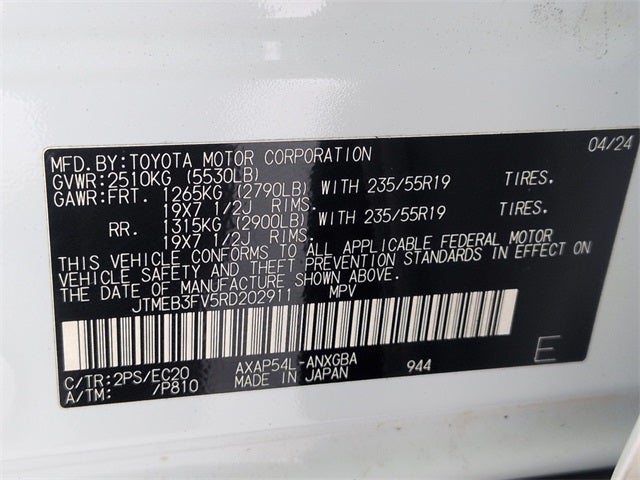 MFD.BY:TOYOTA MOTOR CORPORATION 04/24
GVWR:2510KG (5530LB)
GAWR:FRT. 1265KG (2790LB) WITH 235/55R19 TIRES.
19X7 1/2J RIMS.
RR. 1315KG (2900LB) WITH 235/55R19 TIRES.
19X7 1/2J RIMS.
THIS VEHICLE CONFORMS TO ALL APPLICABLE FEDERAL MOTOR
VEHICLE SAFETY AND THEFT PREVENTION STANDARDS IN EFFECT ON
THE DATE OF MANUFACTURE SHOWN ABOVE.
JTMEB3FV5RD202911 MPV
E
C/TR:2PS/EC20 AXAP54L-ANXGBA 944
A/TM: /P810 MADE IN JAPAN